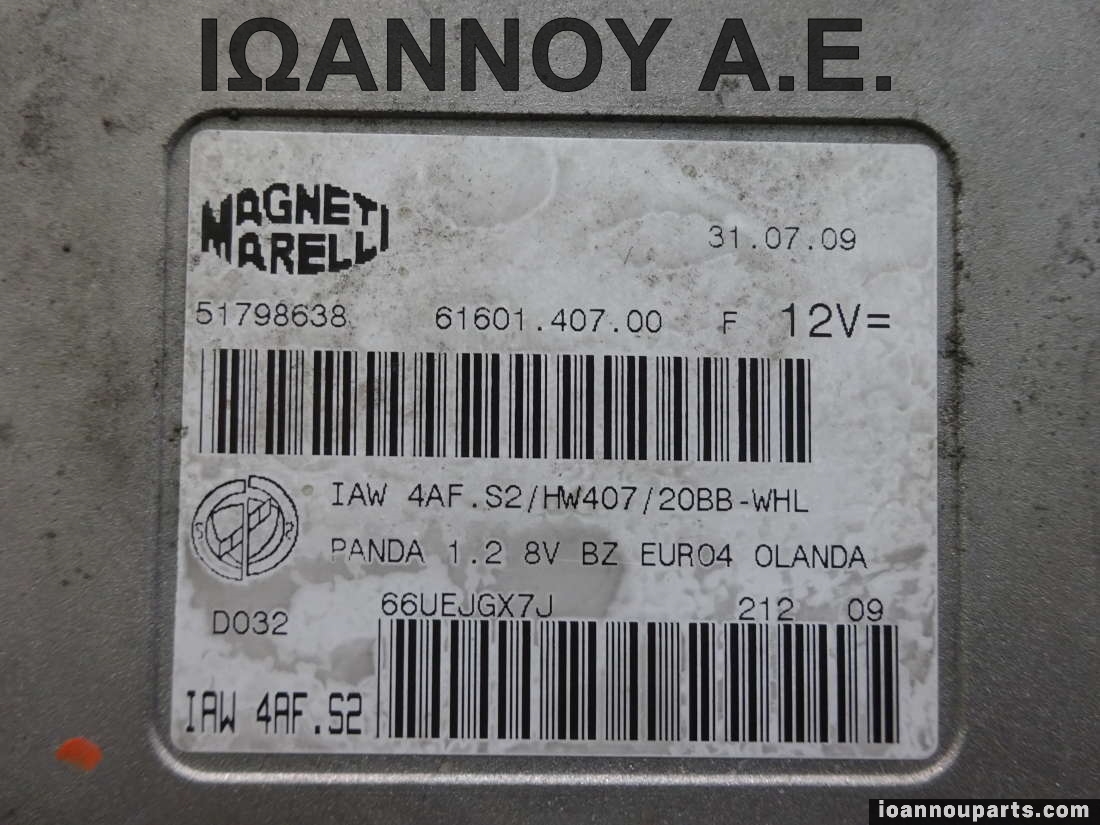 ΙΩΑΝΝΟΥ Α.Ε.
MAGNETI
MARELLI
31.07.09
51798638 61601.407.00 F 12V=
IAW 4AF.S2/HW407/20BB-WHL
PANDA 1.2 8V BZ EURO4 OLANDA
66UEJGX7J 212 09
D032
IAW 4AF.S2
ioannouparts.com